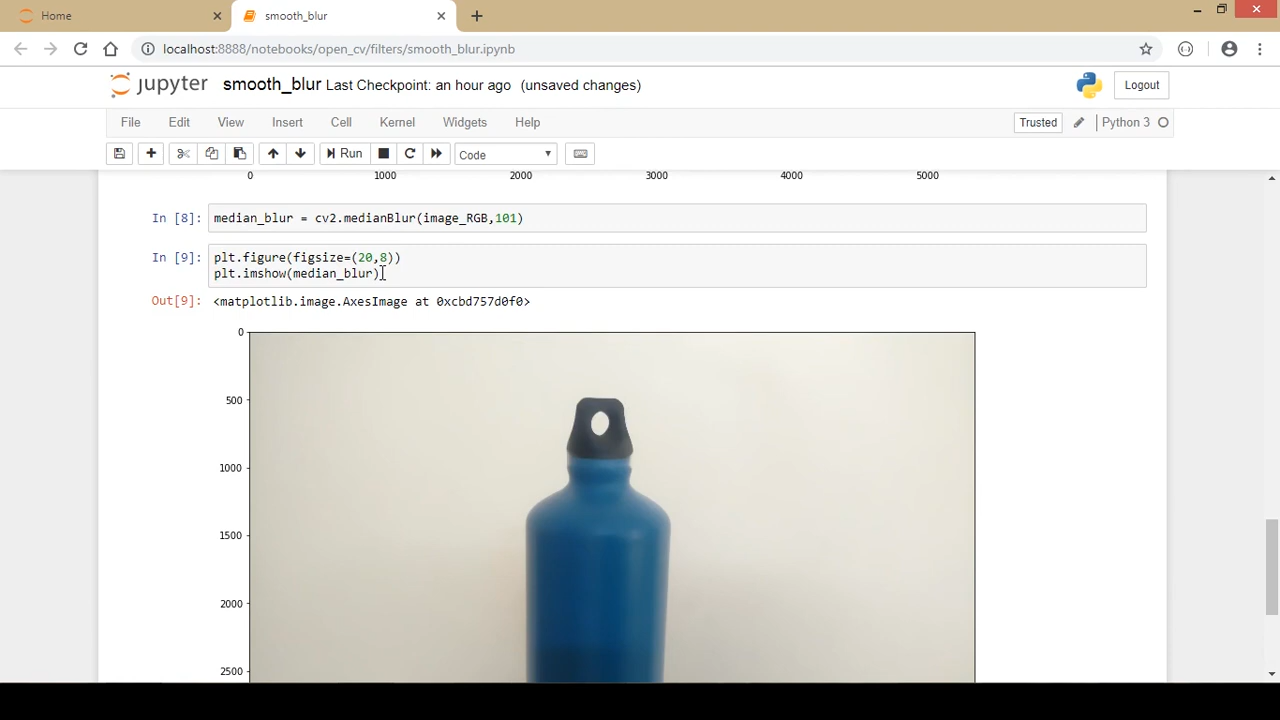 Home
smooth_blur
localhost:8888/notebooks/open_cv/filters/smooth_blur.ipynb
jupyter smooth_blur Last Checkpoint: an hour ago (unsaved changes)
Logout
File Edit View Insert Cell Kernel Widgets Help
Trusted
Python 3
Run
Code
0 1000 2000 3000 4000 5000
In [8]: median_blur = cv2.medianBlur(image_RGB,101)
In [9]: plt.figure(figsize=(20,8))
plt.imshow(median_blur)
Out[9]: <matplotlib.image.AxesImage at 0xcbd757d0f0>
0
500
1000
1500
2000
2500